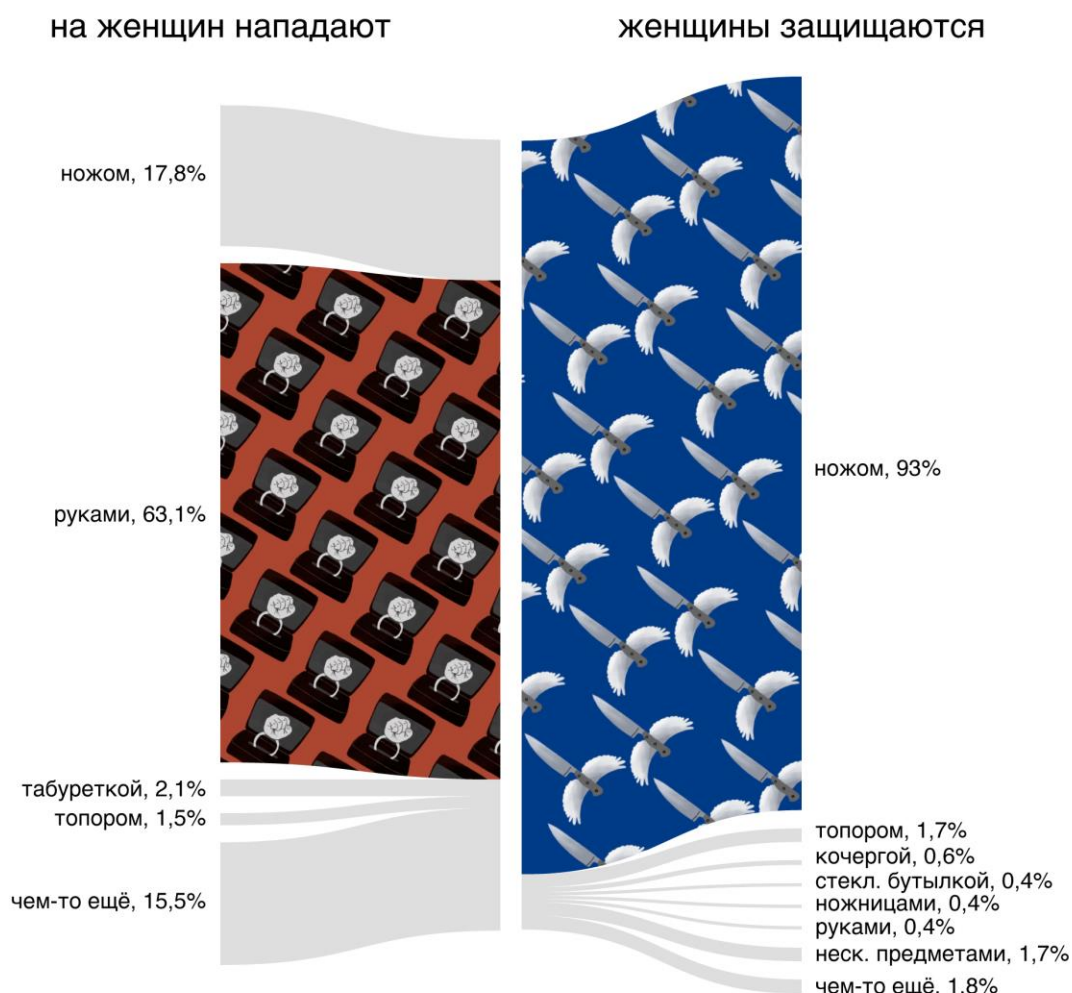 на женщин нападают
женщины защищаются
ножом, 17,8%
руками, 63,1%
табуреткой, 2,1%
топором, 1,5%
чем-то ещё, 15,5%
ножом, 93%
топором, 1,7%
кочергой, 0,6%
стекл. бутылкой, 0,4%
ножницами, 0,4%
руками, 0,4%
неск. предметами, 1,7%
чем-то ещё, 1,8%